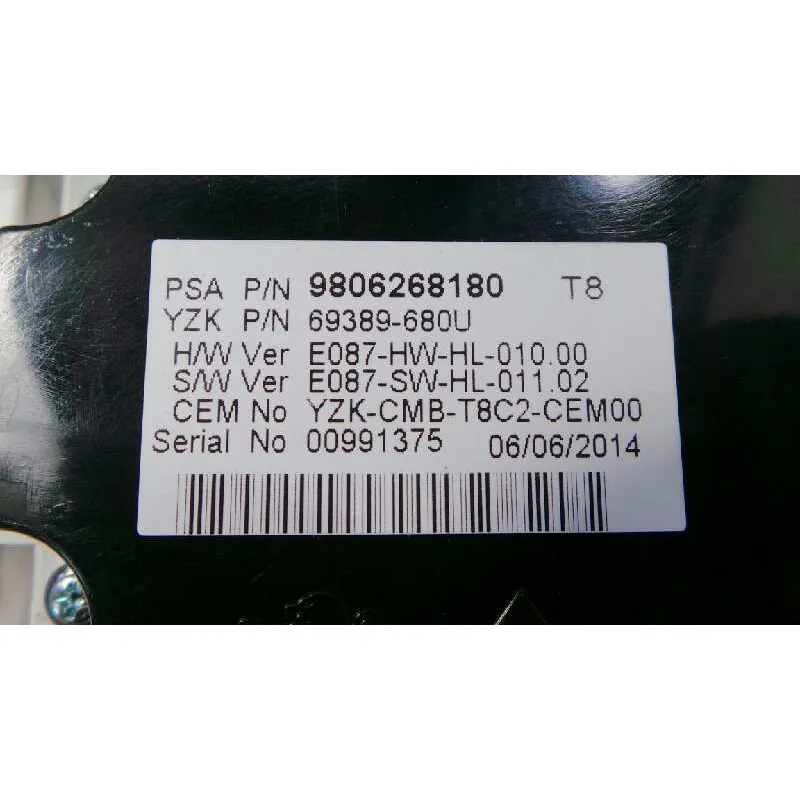 PSA P/N 9806268180 T8
YZK P/N 69389-680U
H/W Ver E087-HW-HL-010.00
S/W Ver E087-SW-HL-011.02
CEM No YZK-CMB-T8C2-CEM00
Serial No 00991375 06/06/2014